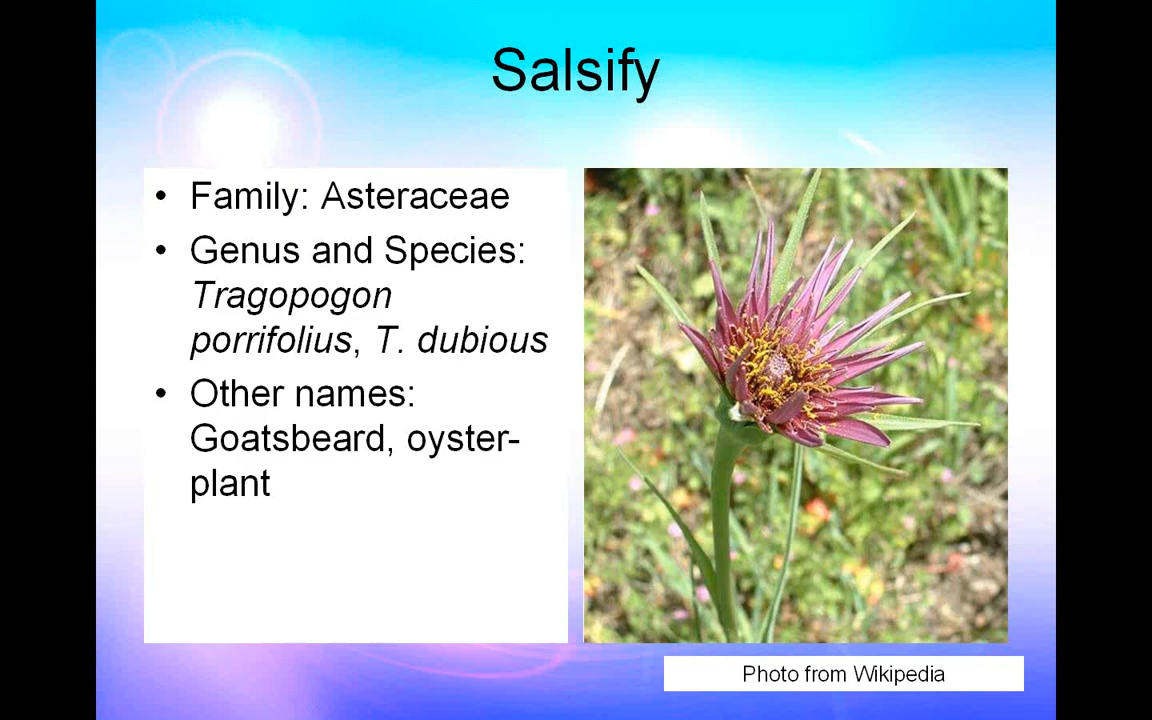 Salsify
• Family: Asteraceae
• Genus and Species:
Tragopogon
porrifolius, T. dubious
• Other names:
Goatsbeard, oyster-
plant
Photo from Wikipedia